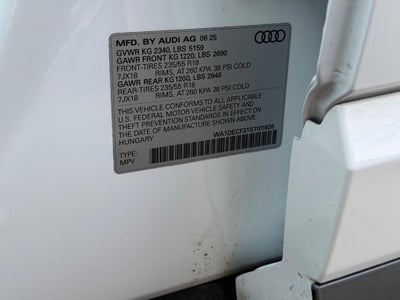 MFD. BY AUDI AG 06 25
GVWR KG 2340, LBS 5159
GAWR FRONT KG 1220, LBS 2690
FRONT-TIRES 235/55 R18
7JX18 RIMS, AT 260 KPA 38 PSI COLD
GAWR REAR KG 1200, LBS 2646
REAR-TIRES 235/55 R18
7JX18 RIMS, AT 260 KPA 38 PSI COLD
THIS VEHICLE CONFORMS TO ALL APPLICABLE
U.S. FEDERAL MOTOR VEHICLE SAFETY AND
THEFT PREVENTION STANDARDS IN EFFECT ON THE
DATE OF MANUFACTURE SHOWN ABOVE.
HUNGARY
WA1DECF31S1101626
TYPE:
MPV